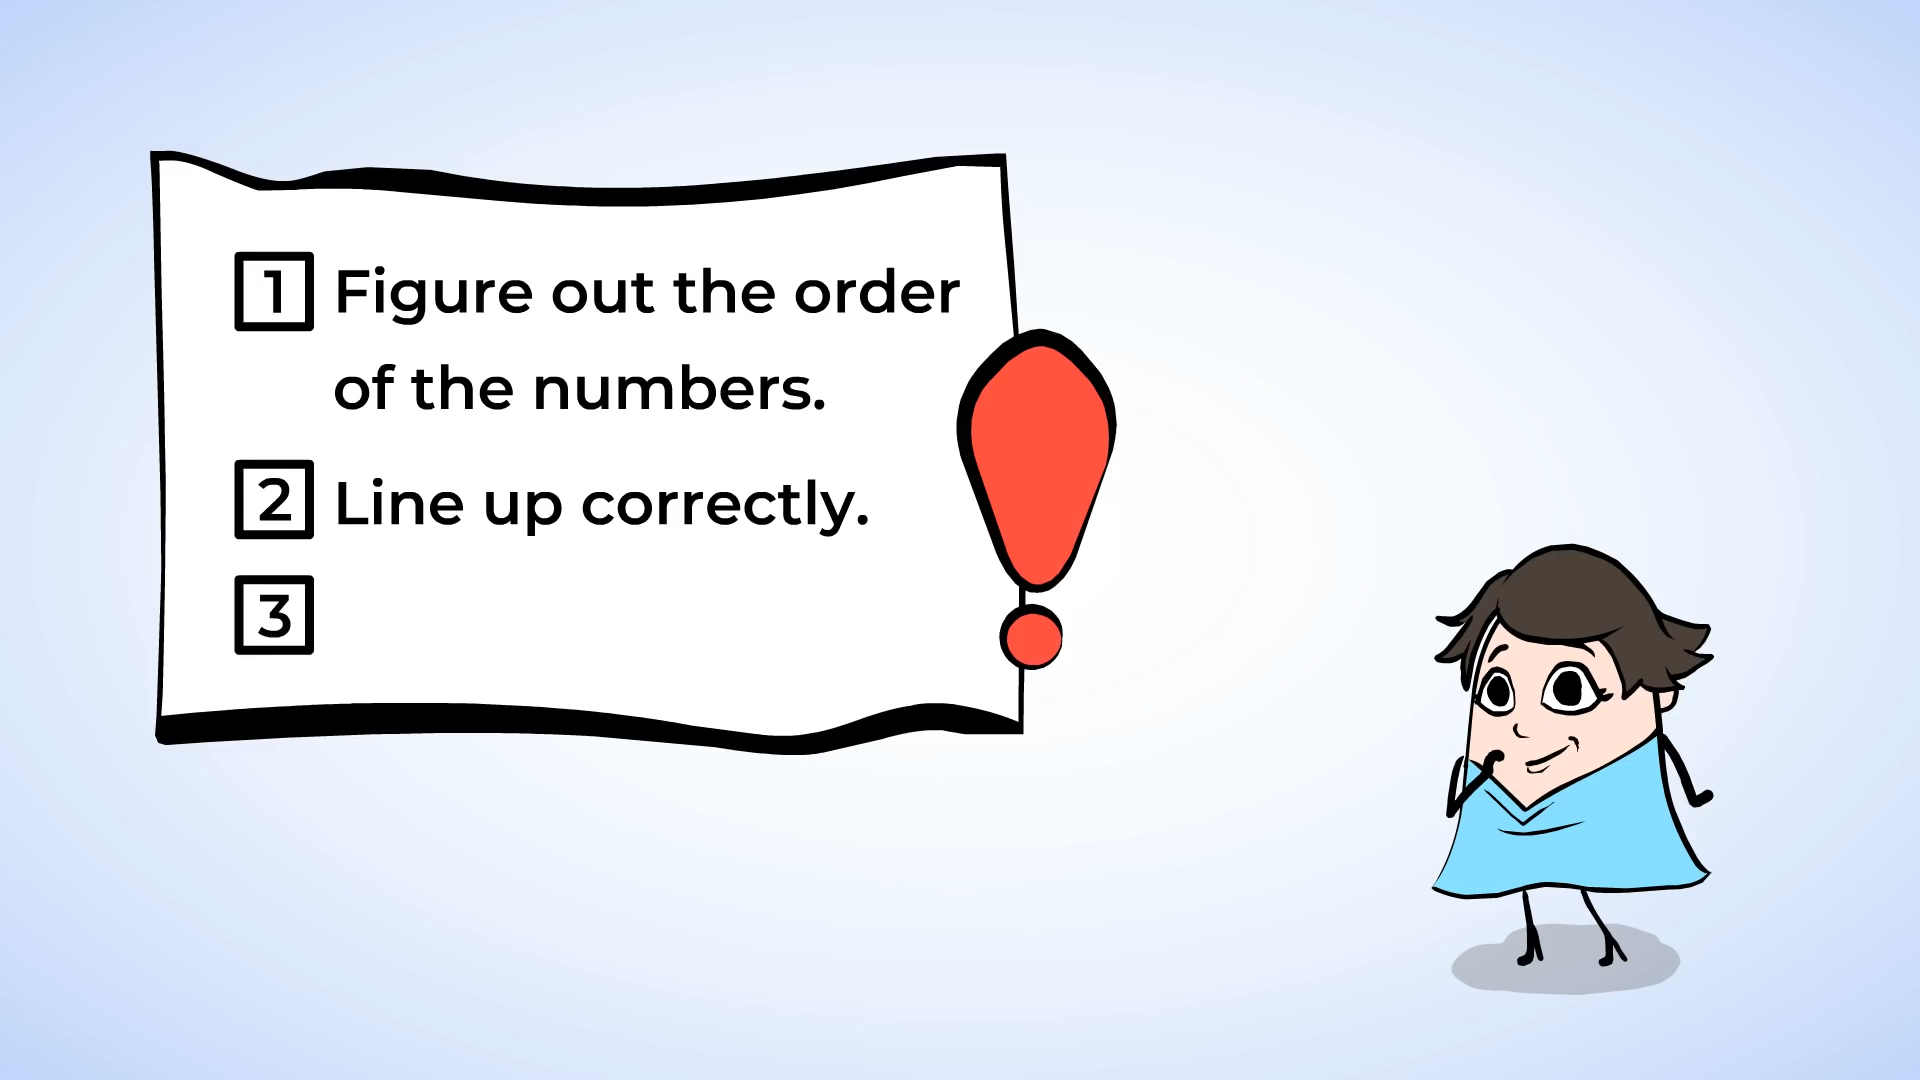 1 Figure out the order
of the numbers.
2 Line up correctly.
3